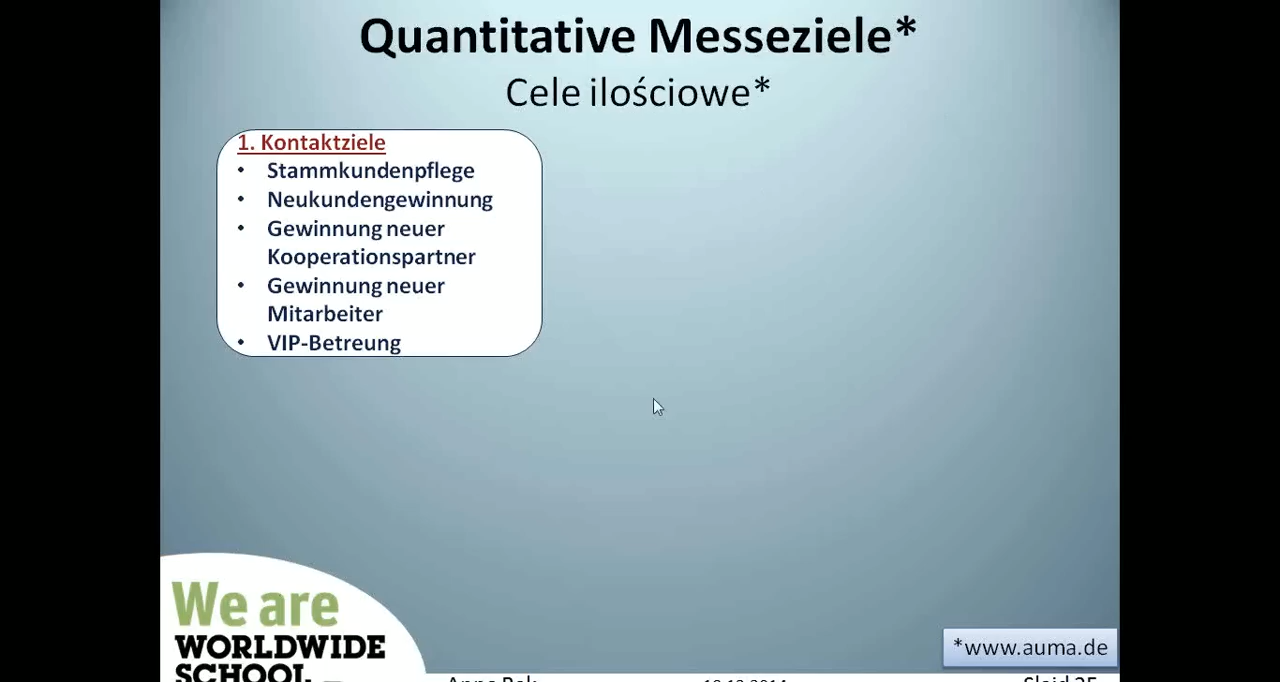 Quantitative Messeziele*
Cele ilościowe*
1. Kontaktziele
• Stammkundenpflege
• Neukundengewinnung
• Gewinnung neuer
Kooperationspartner
• Gewinnung neuer
Mitarbeiter
• VIP-Betreung
We are
WORLDWIDE
SCHOOL
*www.auma.de